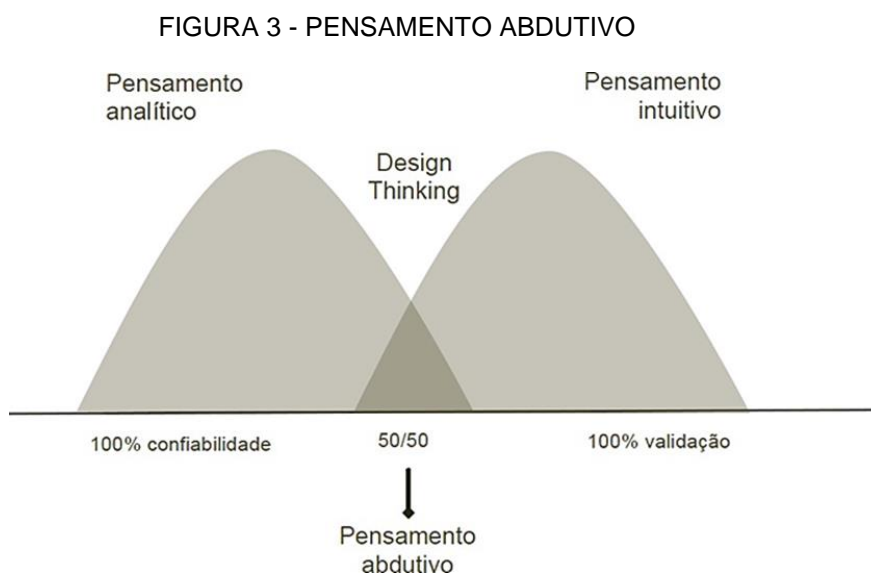 FIGURA 3 - PENSAMENTO ABDUTIVO
Pensamento
analítico
Pensamento
intuitivo
Design
Thinking
100% confiabilidade
50/50
100% validação
Pensamento
abdutivo